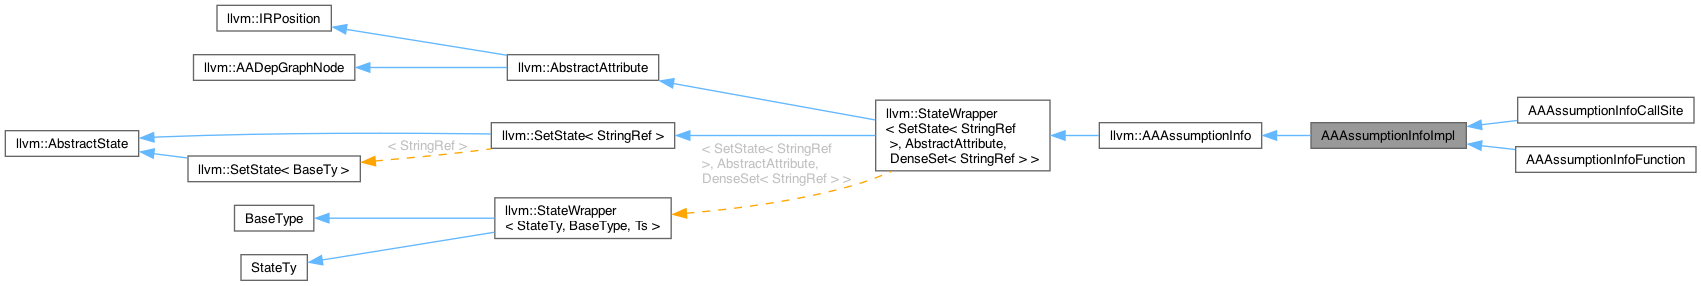 llvm::IRPosition
llvm::AADepGraphNode
llvm::AbstractAttribute
llvm::AbstractState
llvm::SetState< StringRef >
llvm::SetState< BaseTy >
< StringRef >
< SetState< StringRef
>, AbstractAttribute,
DenseSet< StringRef > >
llvm::StateWrapper
< SetState< StringRef
>, AbstractAttribute,
DenseSet< StringRef > >
BaseType
StateTy
llvm::StateWrapper
< StateTy, BaseType, Ts >
llvm::AAAssumptionInfo
AAAssumptionInfoImpl
AAAssumptionInfoCallSite
AAAssumptionInfoFunction